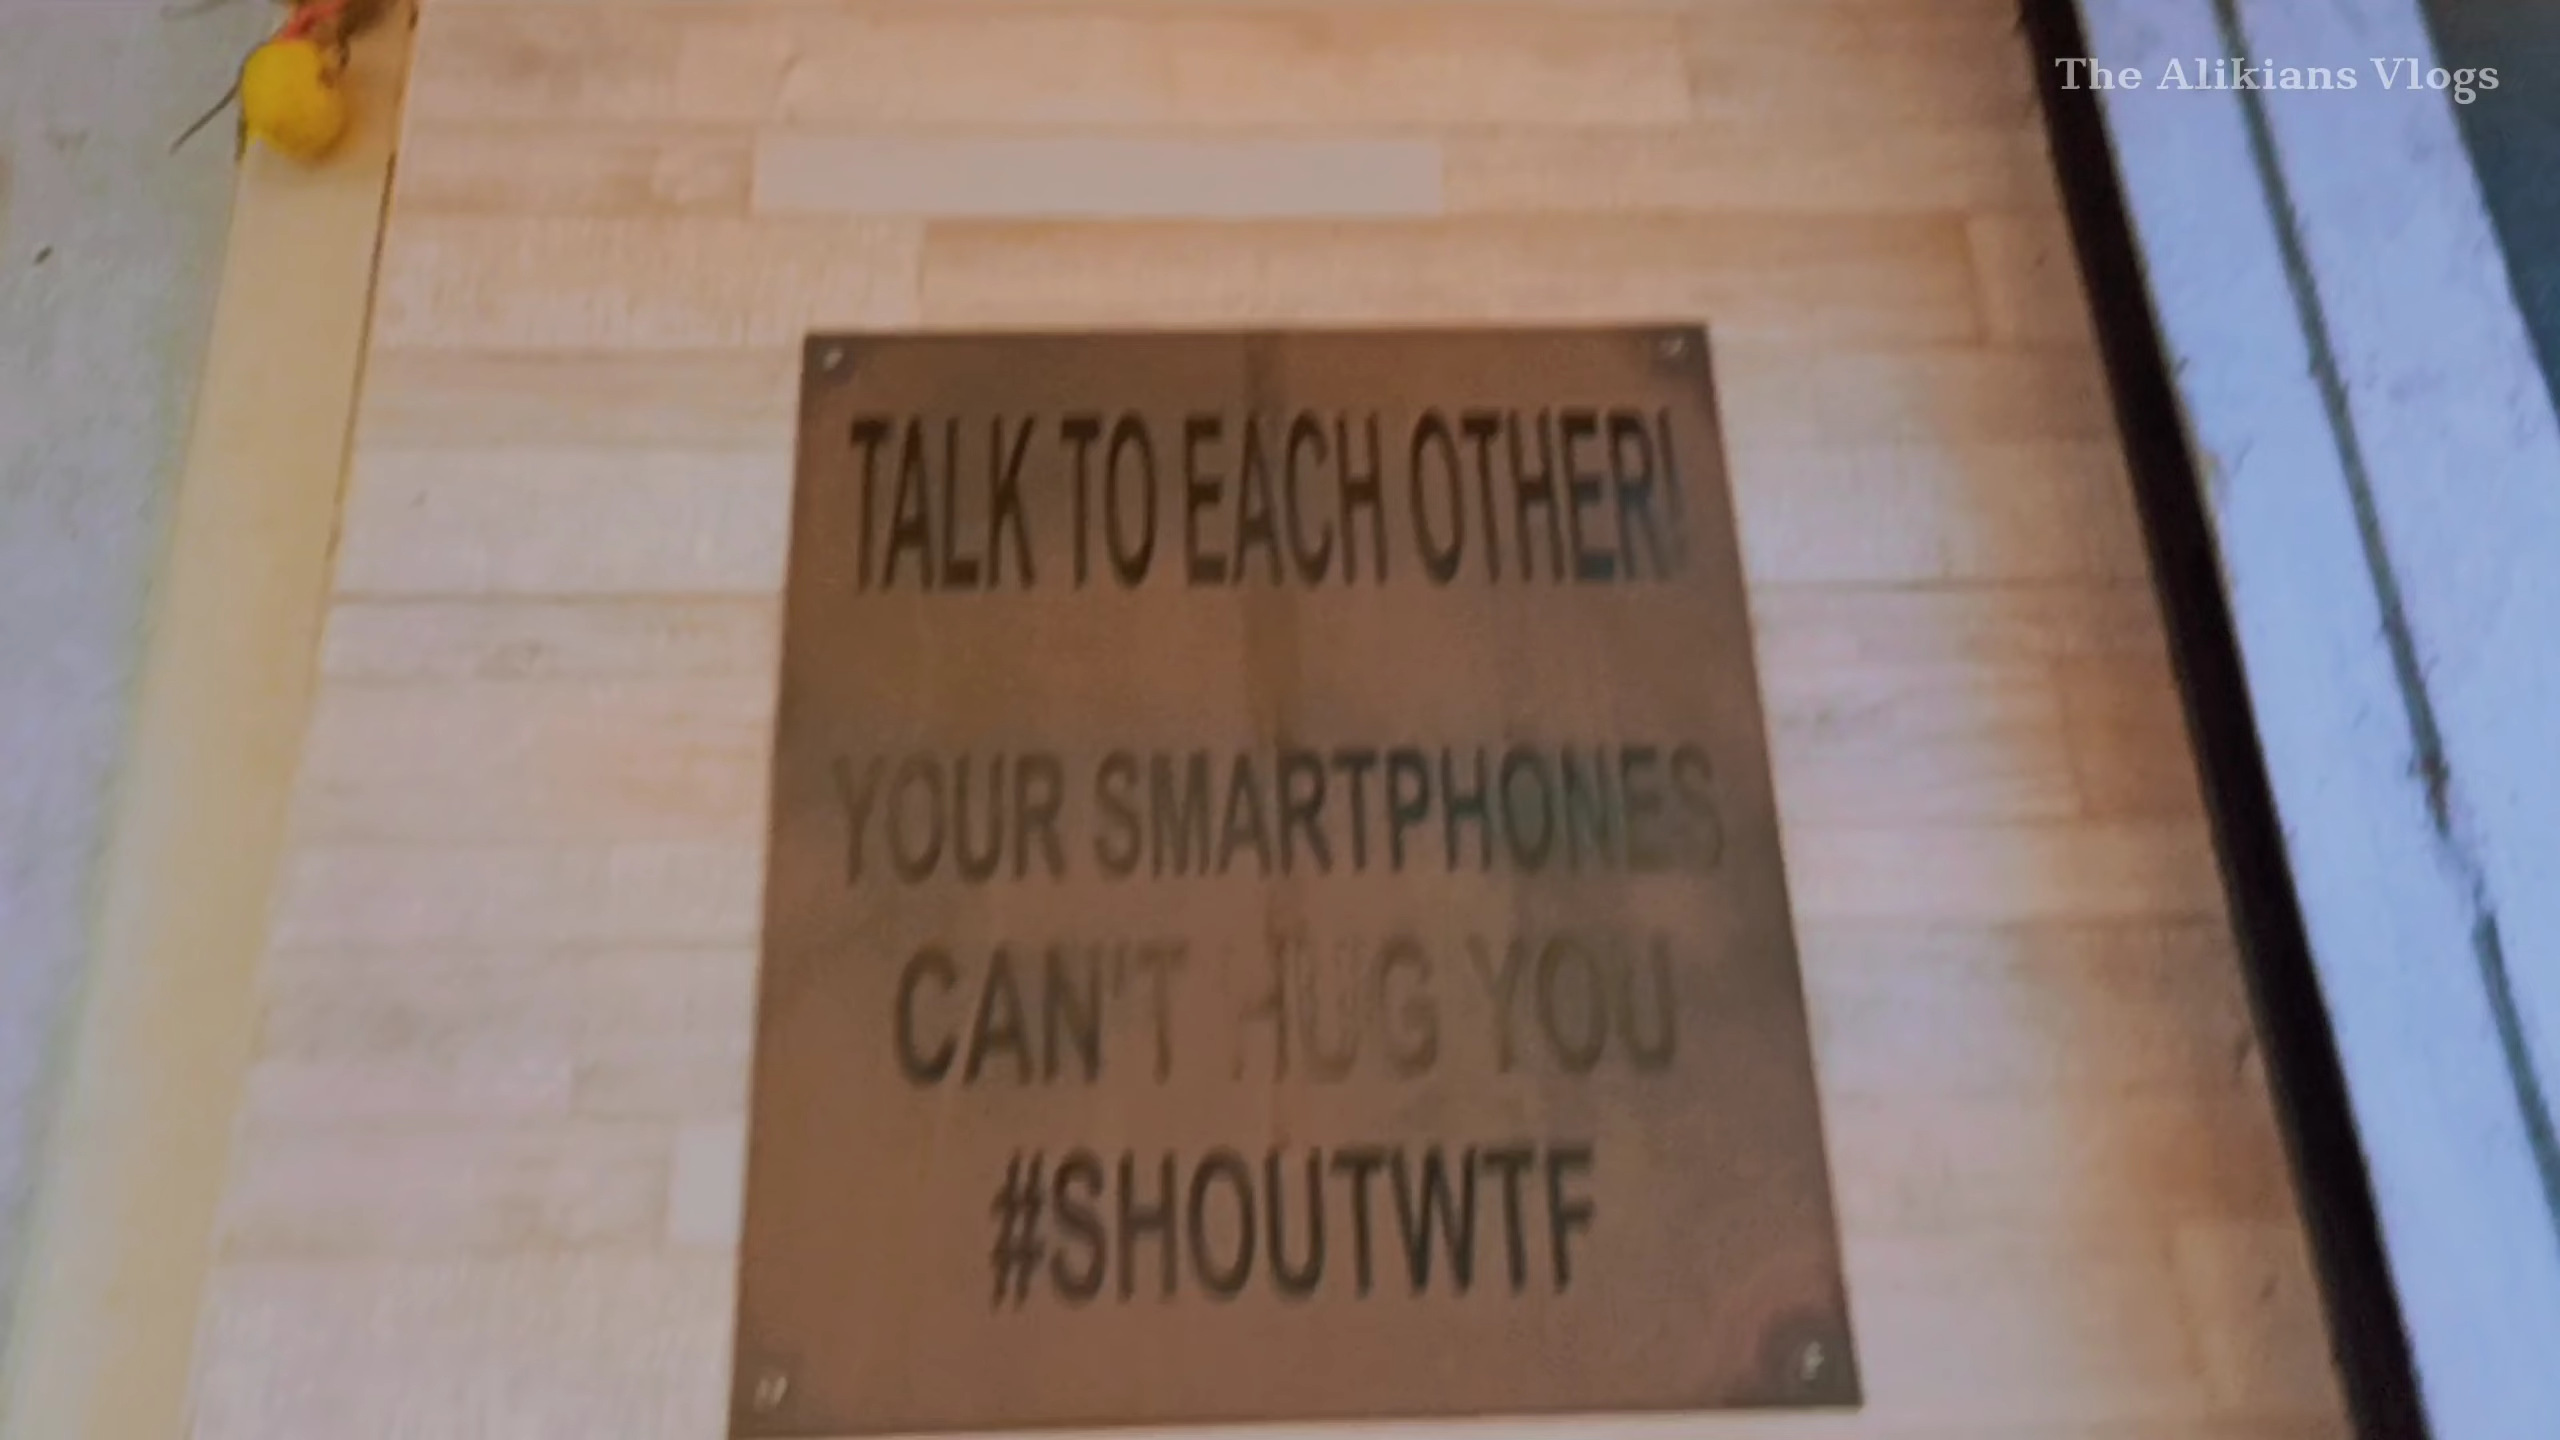 The Alikians Vlogs
TALK TO EACH OTHER!
YOUR SMARTPHONES
CAN'T HUG YOU
#SHOUTWTF